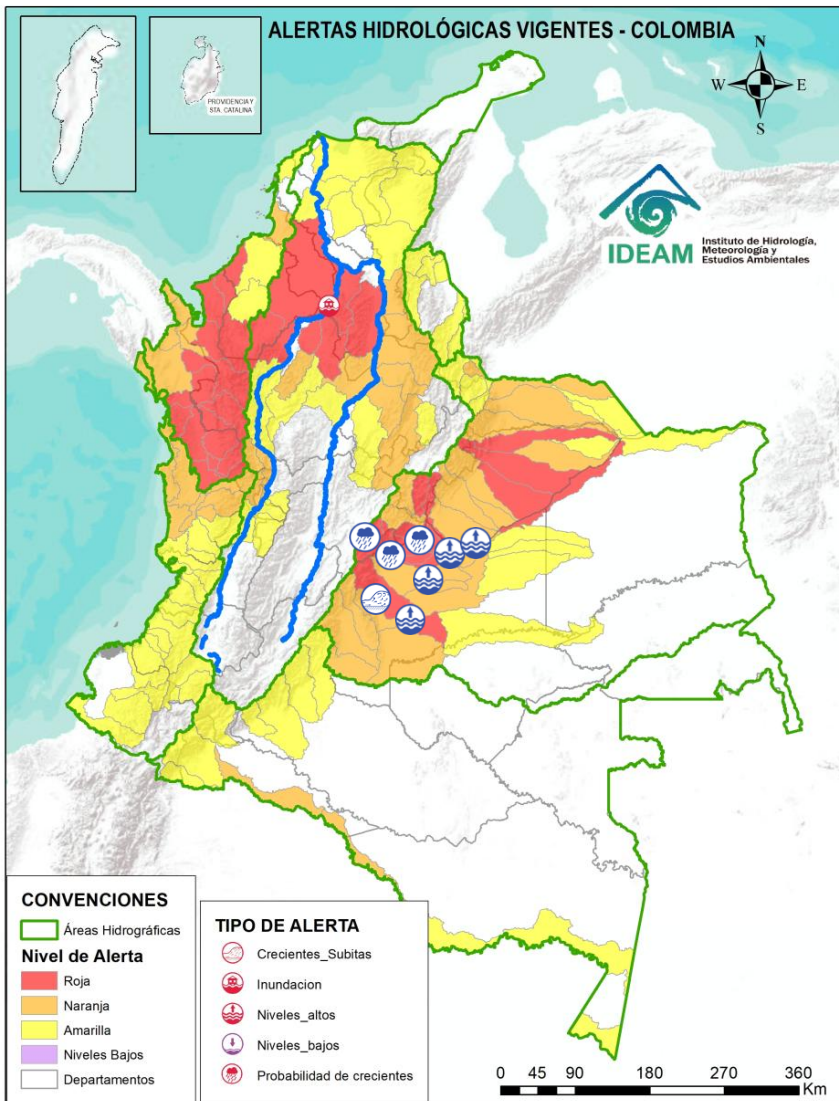 ALERTAS HIDROLÓGICAS VIGENTES - COLOMBIA
PROVIDENCIA Y
STA. CATALINA
N
W
E
S
IDEAM
Instituto de Hidrología,
Meteorología y
Estudios Ambientales
CONVENCIONES
Áreas Hidrográficas
Nivel de Alerta
Roja
Naranja
Amarilla
Niveles Bajos
Departamentos
TIPO DE ALERTA
Crecientes_Subitas
Inundacion
Niveles_altos
Niveles_bajos
Probabilidad de crecientes
0 45 90 180 270 360
Km